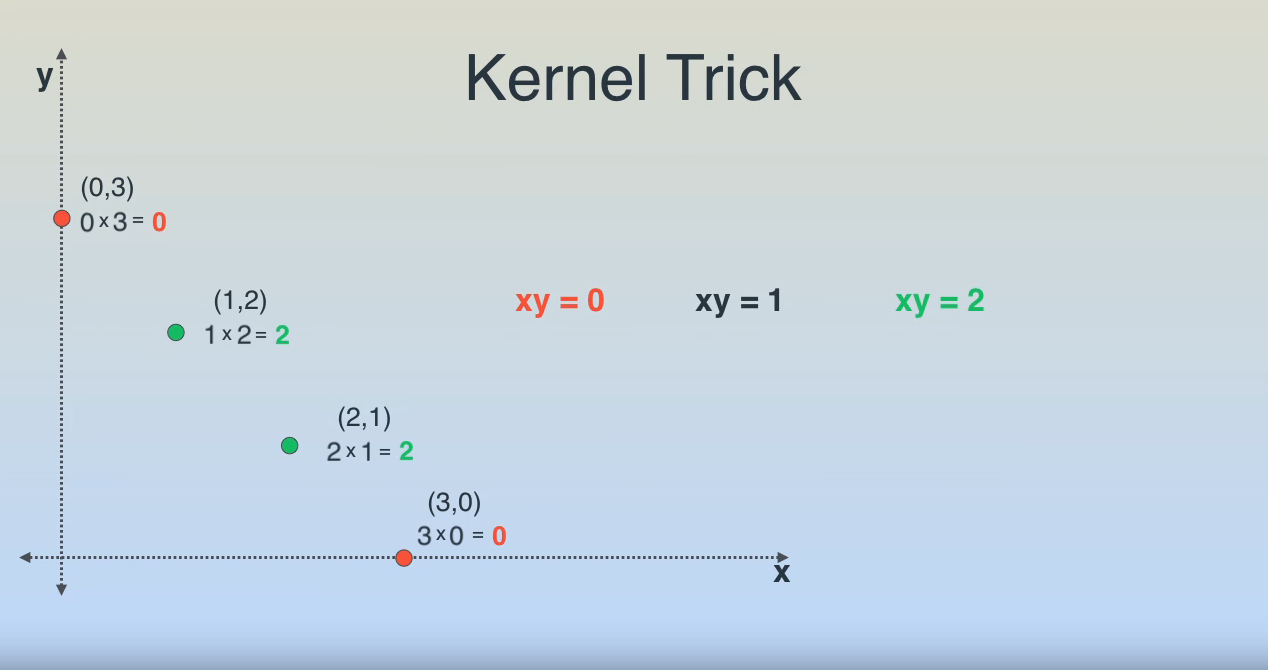 Kernel Trick
y
(0,3)
0 x 3 = 0
(1,2)
1 x 2 = 2
xy = 0
xy = 1
xy = 2
(2,1)
2 x 1 = 2
(3,0)
3 x 0 = 0
x